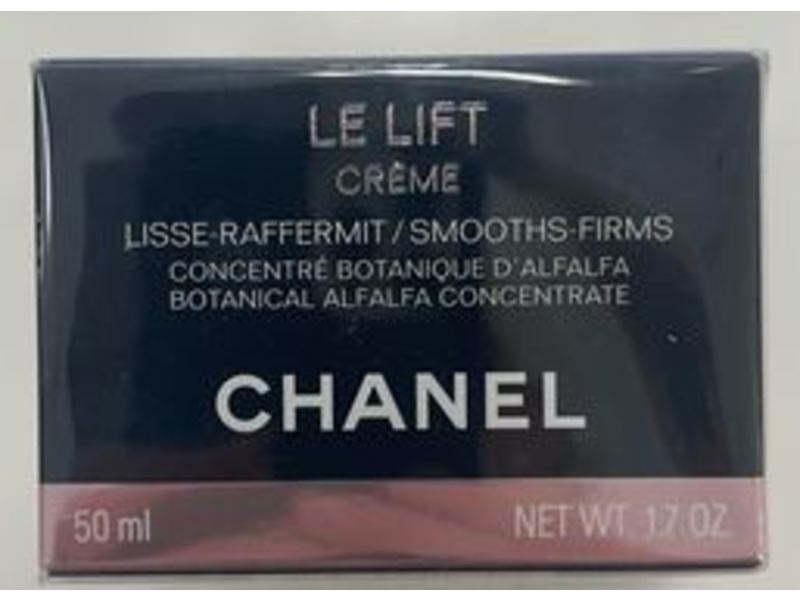 LE LIFT
CRÈME
LISSE-RAFFERMIT / SMOOTHS-FIRMS
CONCENTRÉ BOTANIQUE D'ALFALFA
BOTANICAL ALFALFA CONCENTRATE
CHANEL
50 ml NET WT. 1.7 OZ.